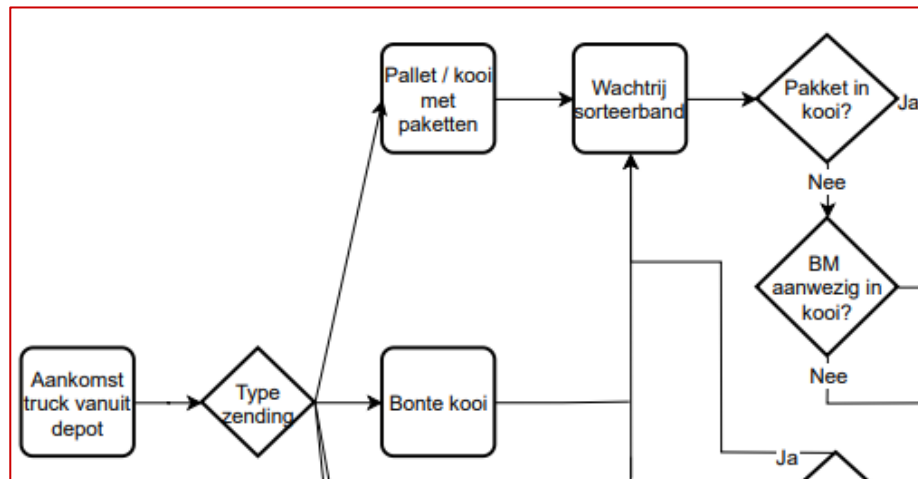 Pallet / kooi
met
paketten
Wachtrij
sorteerband
Pakket in
kooi?
Ja
Nee
BM
aanwezig in
kooi?
Nee
Aankomst
truck vanuit
depot
Type
zending
Bonte kooi
Ja